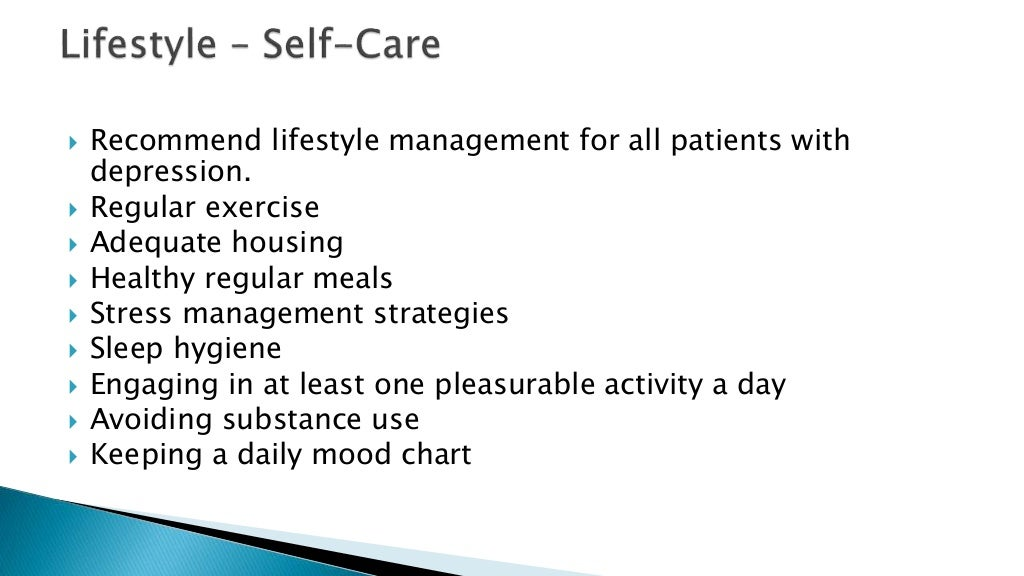 Lifestyle – Self-Care
Recommend lifestyle management for all patients with
depression.
Regular exercise
Adequate housing
Healthy regular meals
Stress management strategies
Sleep hygiene
Engaging in at least one pleasurable activity a day
Avoiding substance use
Keeping a daily mood chart